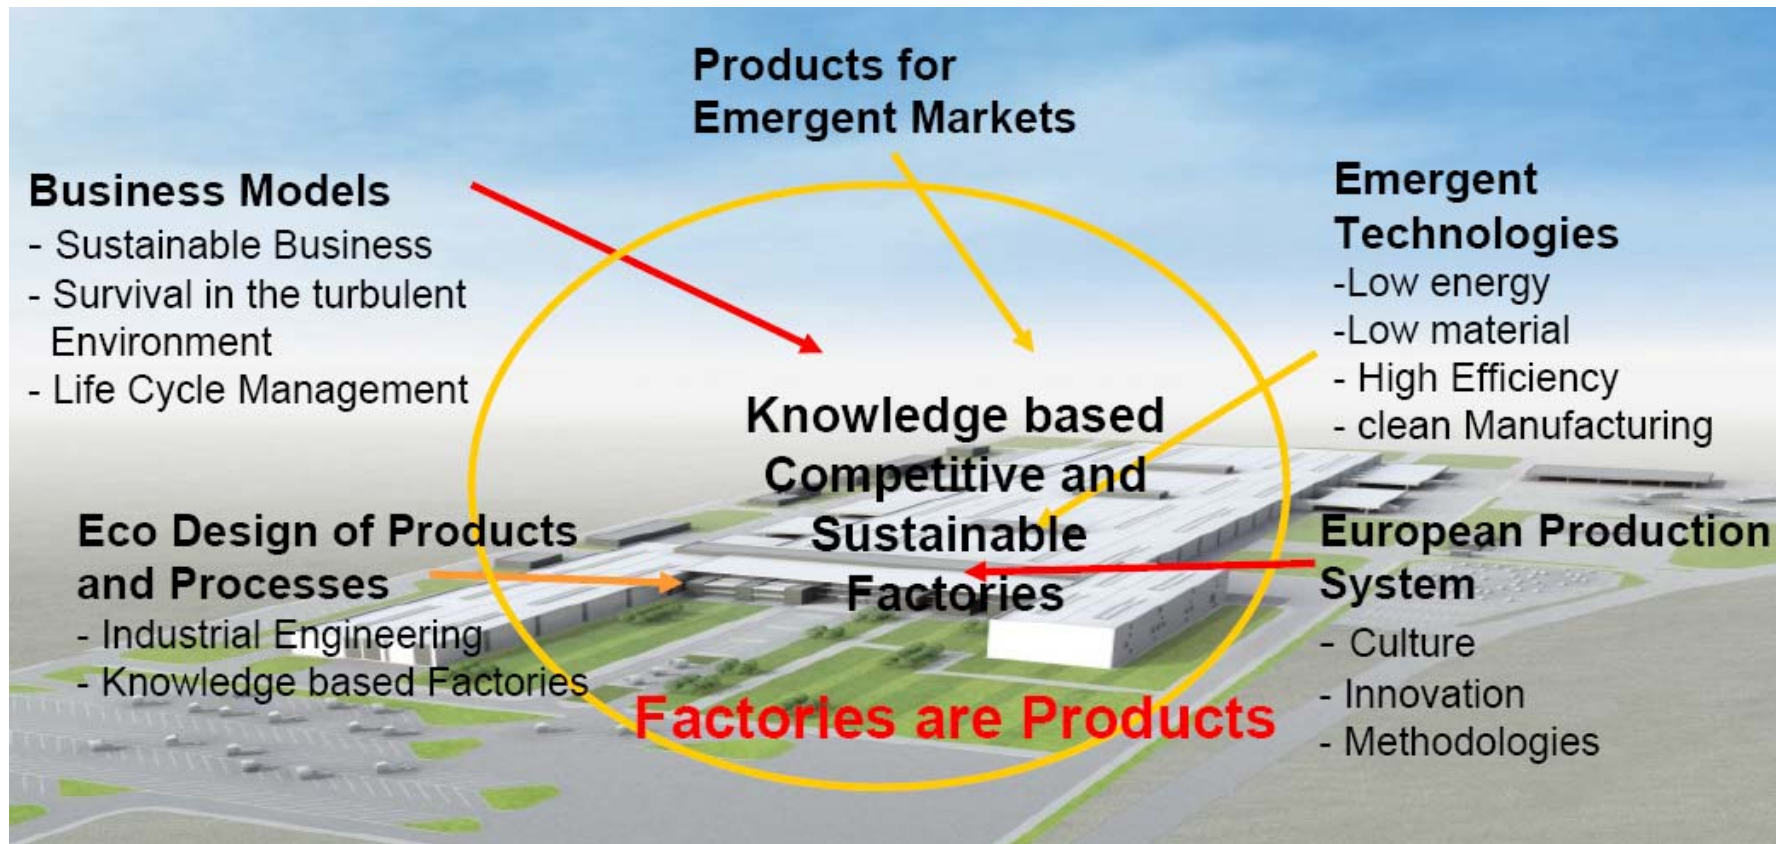 Products for
Emergent Markets
Business Models
- Sustainable Business
- Survival in the turbulent
Environment
- Life Cycle Management
Emergent
Technologies
-Low energy
-Low material
- High Efficiency
- clean Manufacturing
Knowledge based
Competitive and
Sustainable
Factories
Eco Design of Products
and Processes
- Industrial Engineering
- Knowledge based Factories
European Production
System
- Culture
- Innovation
- Methodologies
Factories are Products